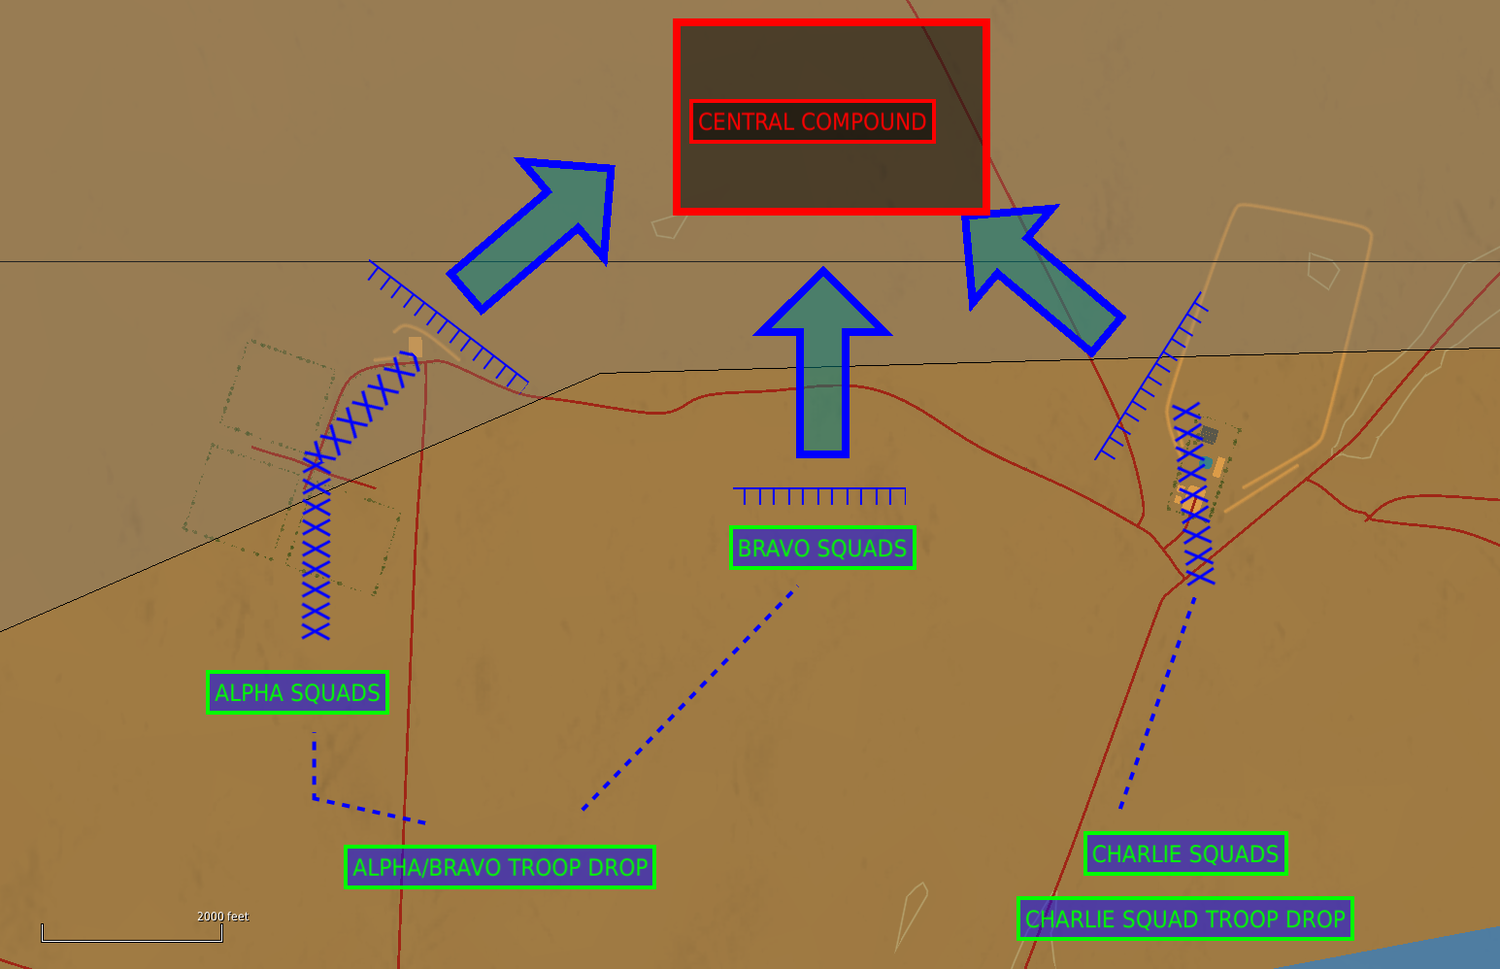 CENTRAL COMPOUND
BRAVO SQUADS
ALPHA SQUADS
ALPHA/BRAVO TROOP DROP
CHARLIE SQUADS
CHARLIE SQUAD TROOP DROP
2000 feet